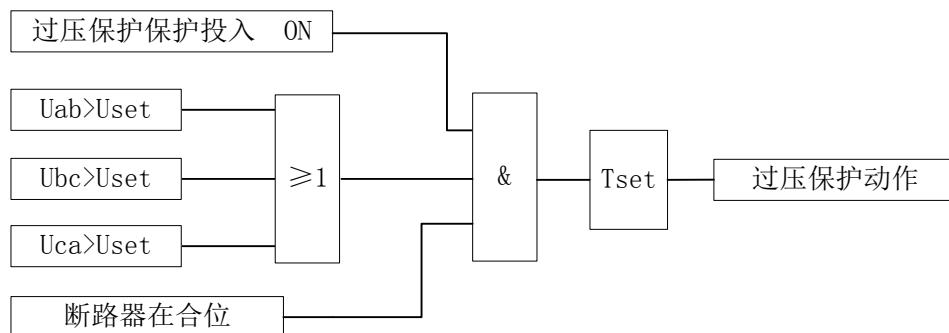 过压保护保护投入 ON
Uab>Uset
Ubc>Uset
Uca>Uset
断路器在合位
≥1
&
Tset
过压保护动作